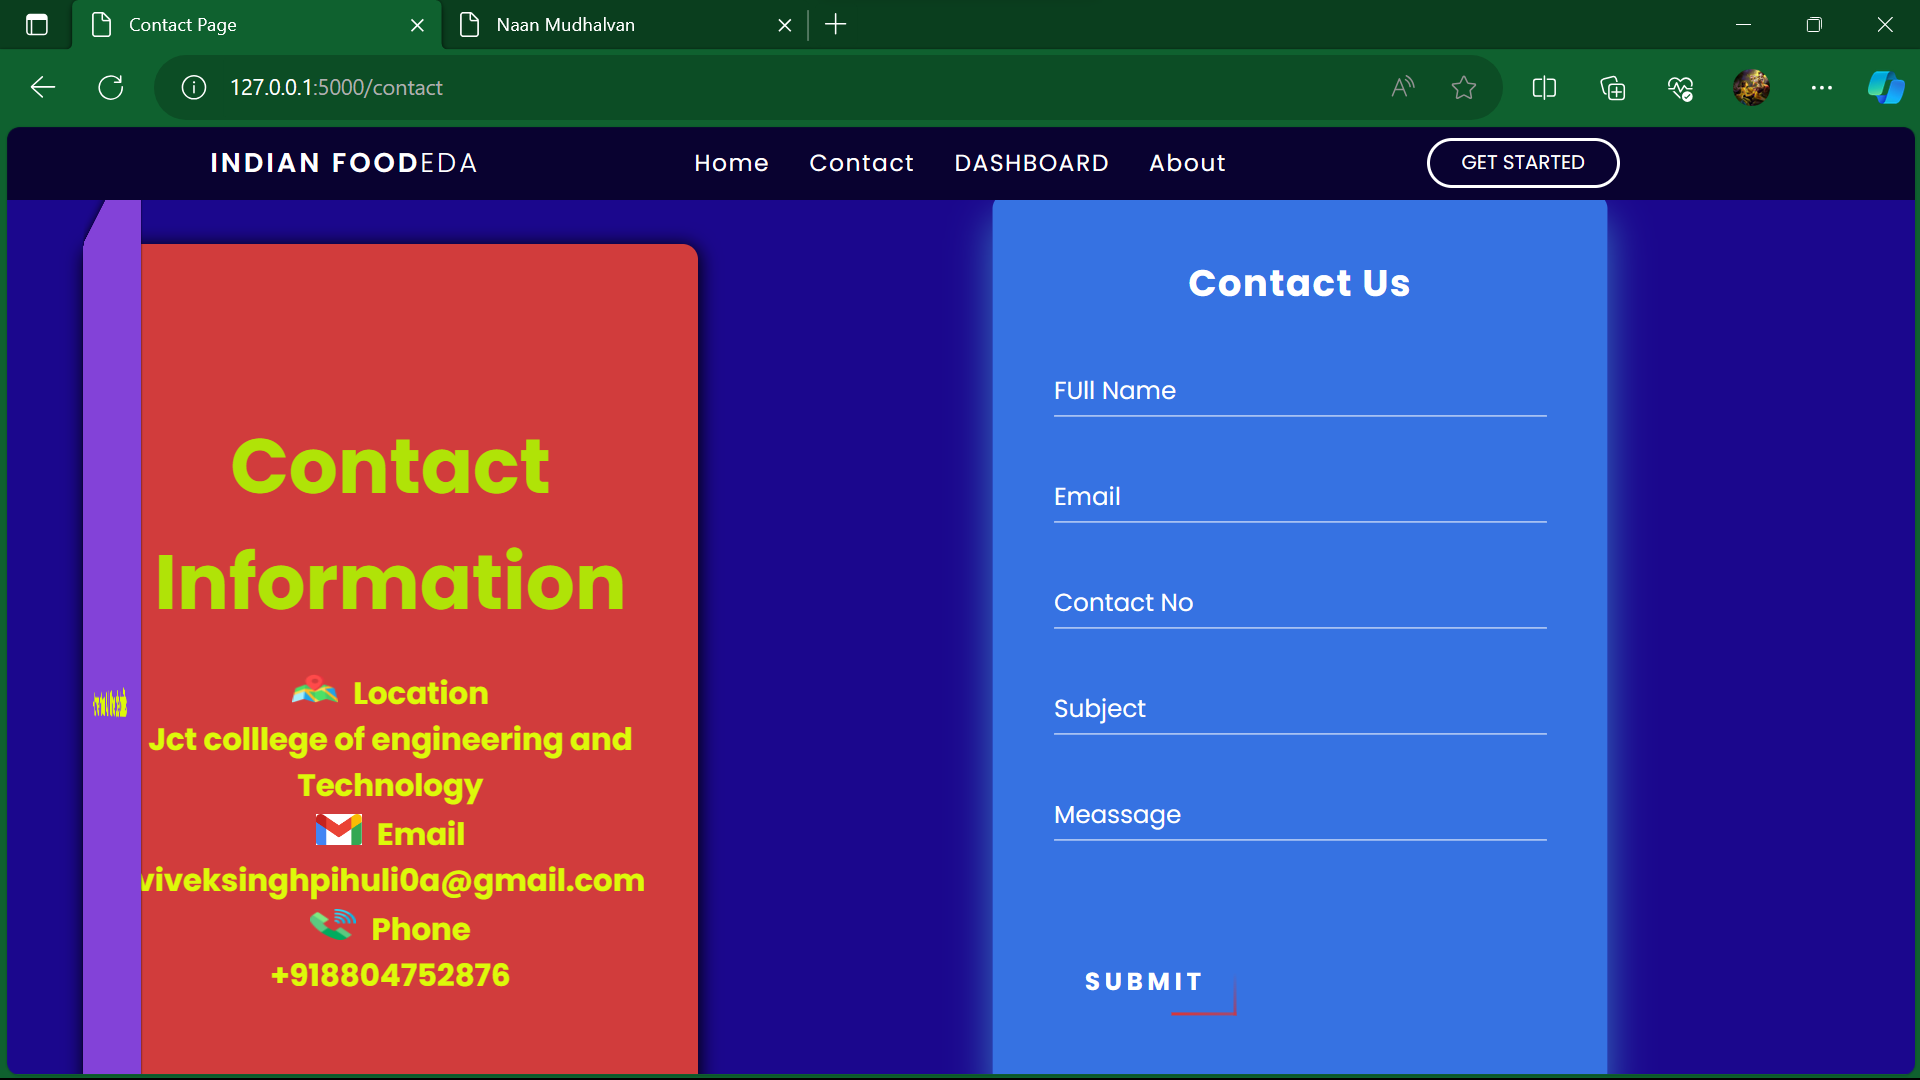 Contact Page
Naan Mudhalvan
127.0.0.1:5000/contact
INDIAN FOODEDA
Home
Contact
DASHBOARD
About
GET STARTED
Contact
Information
Location
Jct colllege of engineering and
Technology
Email
viveksinghpihuli0a@gmail.com
Phone
+918804752876
Contact Us
FUll Name
Email
Contact No
Subject
Meassage
SUBMIT